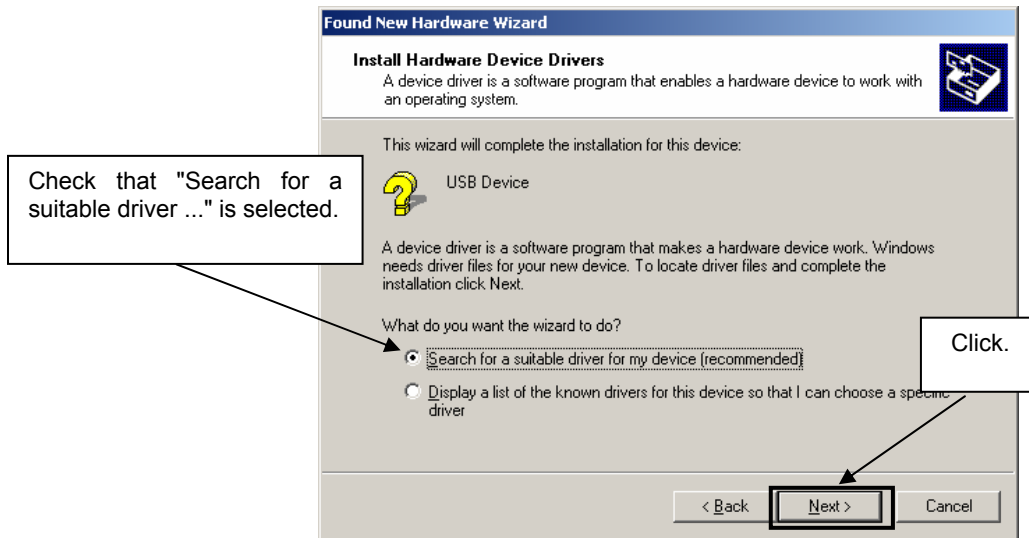 Found New Hardware Wizard
Install Hardware Device Drivers
A device driver is a software program that enables a hardware device to work with
an operating system.
This wizard will complete the installation for this device:
USB Device
Check that "Search for a
suitable driver ..." is selected.
A device driver is a software program that makes a hardware device work. Windows
needs driver files for your new device. To locate driver files and complete the
installation click Next.
What do you want the wizard to do?
Search for a suitable driver for my device (recommended)
Click.
Display a list of the known drivers for this device so that I can choose a specific
driver
< Back
Next >
Cancel